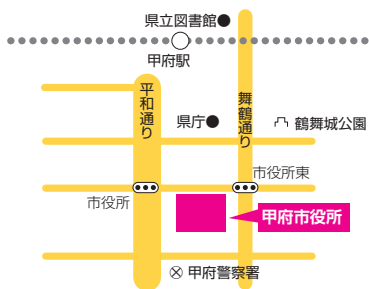 県立図書館
甲府駅
平和通り
舞鶴通り
県庁
鶴舞城公園
市役所東
市役所
甲府市役所
甲府警察署